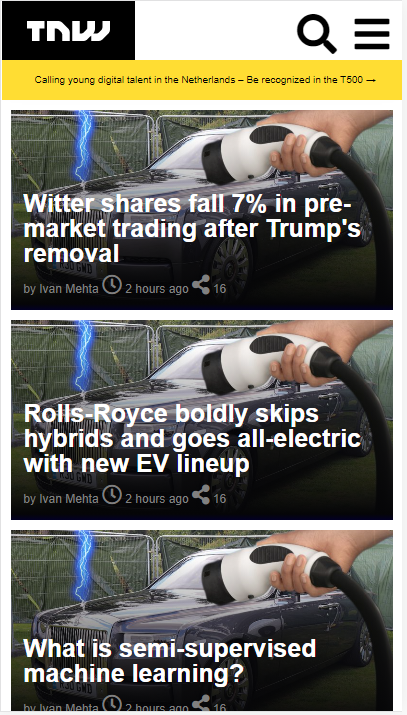 TNW
Calling young digital talent in the Netherlands – Be recognized in the T500 →
Witter shares fall 7% in pre-
market trading after Trump's
removal
by Ivan Mehta 2 hours ago 16
Rolls-Royce boldly skips
hybrids and goes all-electric
with new EV lineup
by Ivan Mehta 2 hours ago 16
What is semi-supervised
machine learning?
by Ivan Mehta 2 hours ago 16